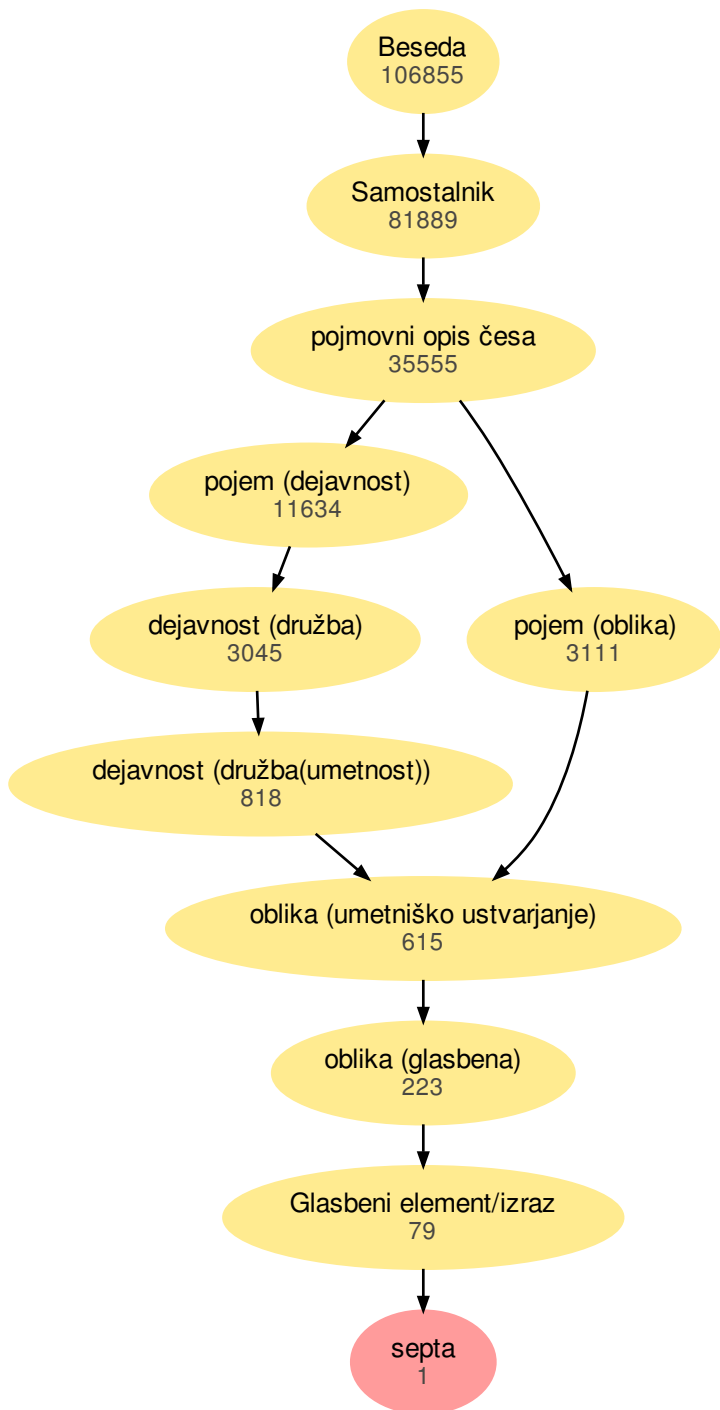 Beseda
106855
Samostalnik
81889
pojmovni opis česa
35555
pojem (dejavnost)
11634
dejavnost (družba)
3045
pojem (oblika)
3111
dejavnost (družba(umetnost))
818
oblika (umetniško ustvarjanje)
615
oblika (glasbena)
223
Glasbeni element/izraz
79
septa
1